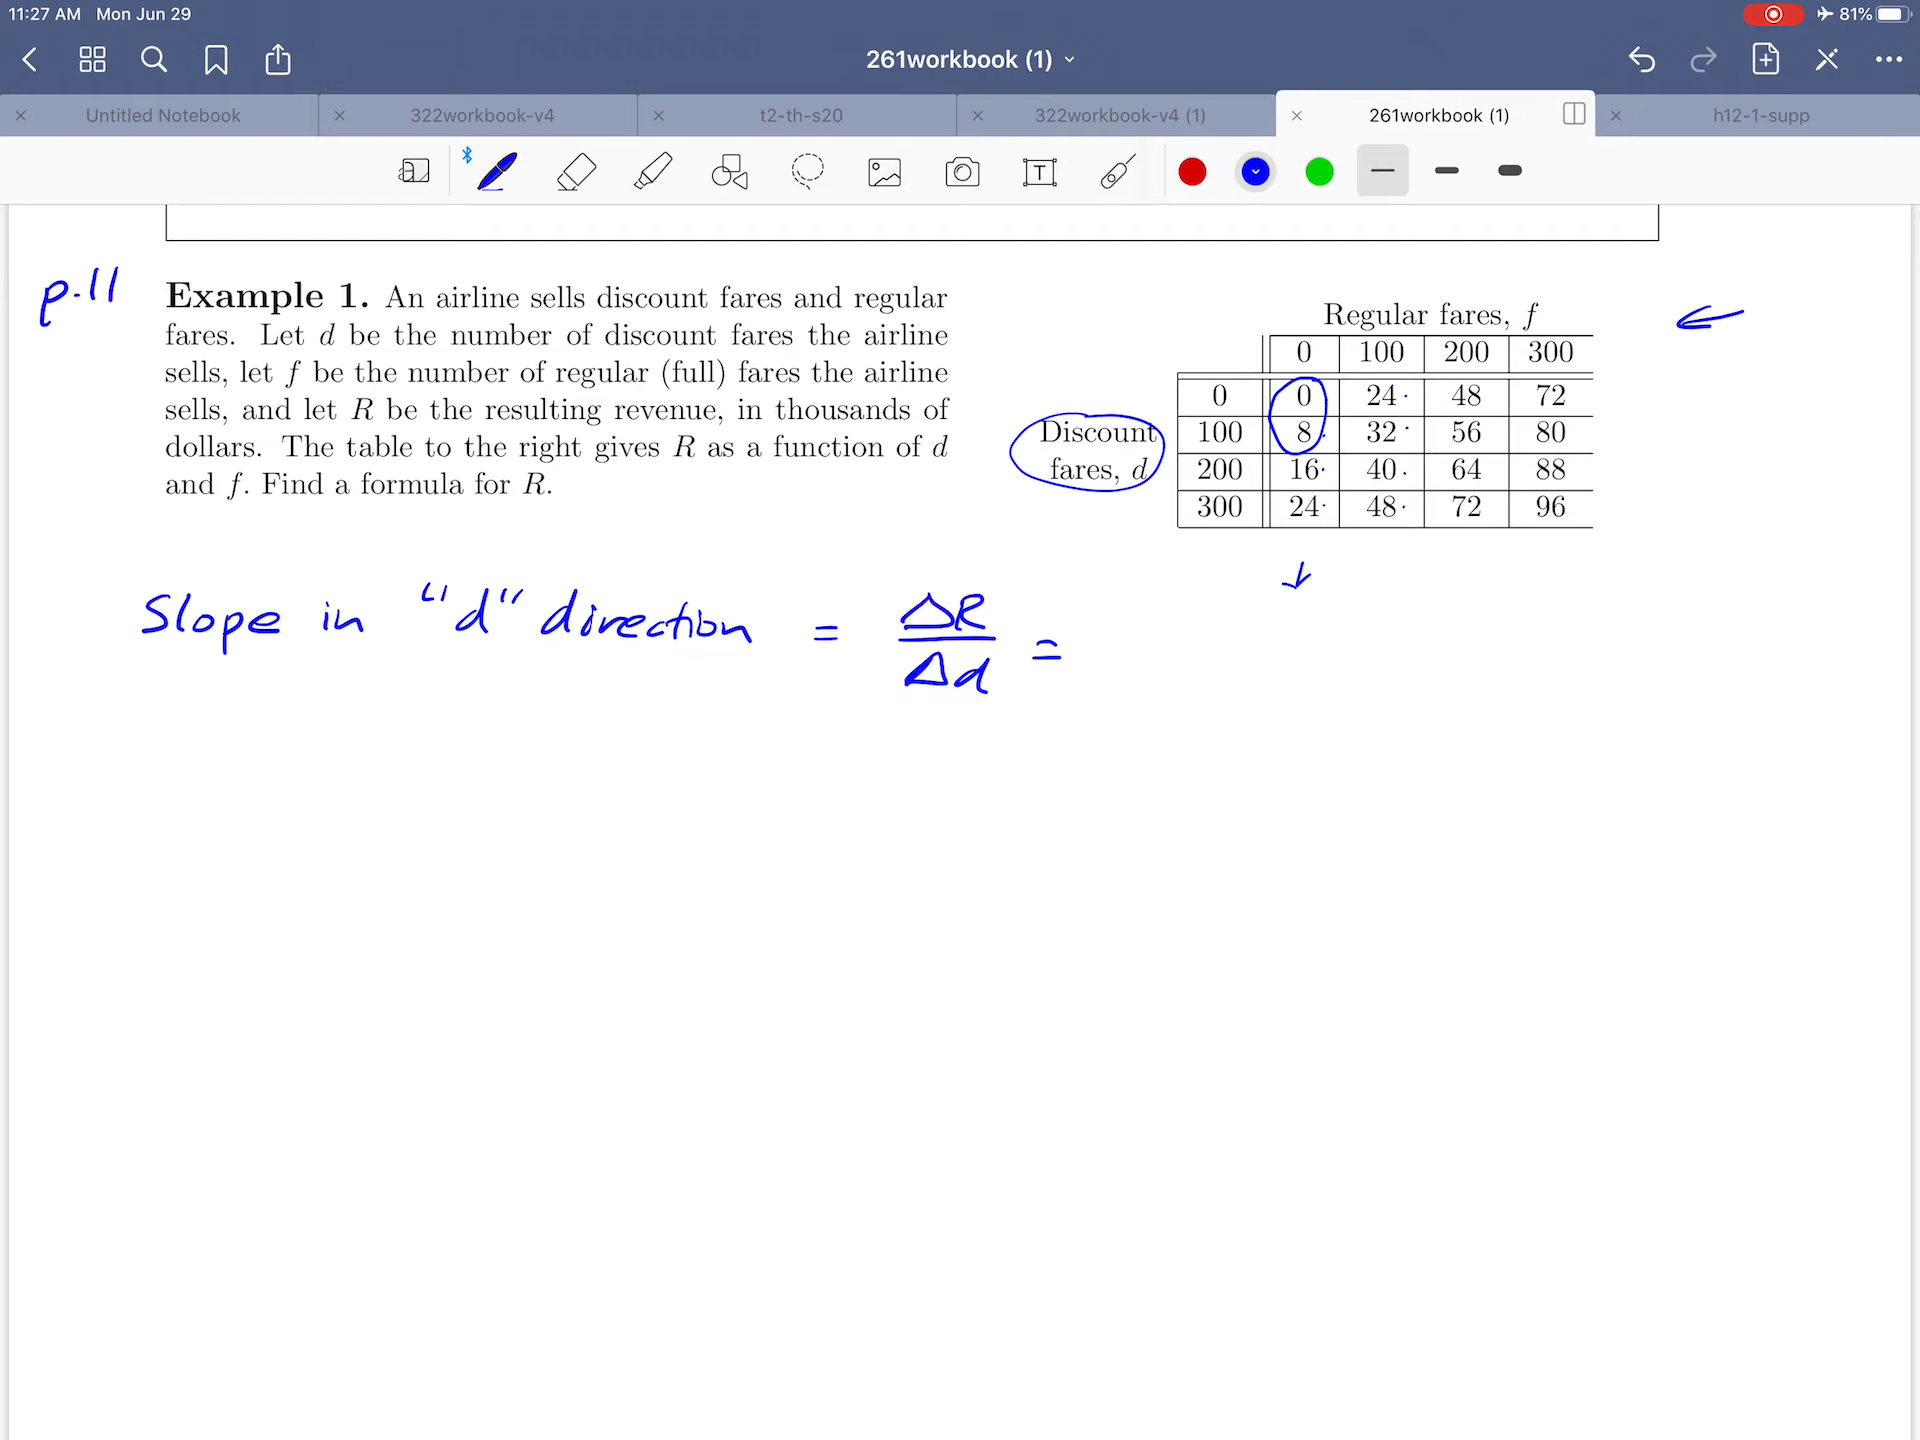 11:27 AM Mon Jun 29
81%
261workbook (1)
Untitled Notebook
322workbook-v4
t2-th-s20
322workbook-v4 (1)
261workbook (1)
h12-1-supp
p.11
Example 1. An airline sells discount fares and regular
fares. Let d be the number of discount fares the airline
sells, let f be the number of regular (full) fares the airline
sells, and let R be the resulting revenue, in thousands of
dollars. The table to the right gives R as a function of d
and f. Find a formula for R.
Regular fares, f
0 100 200 300
Discount
fares, d
0 0 24 48 72
100 8 32 56 80
200 16 40 64 88
300 24 48 72 96
Slope in "d" direction = ΔR/Δd =